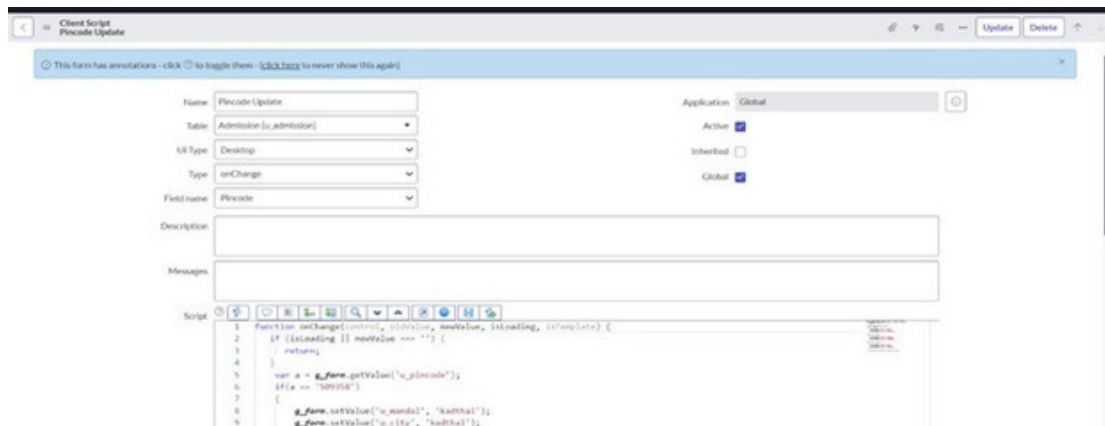 Client Script
Pincode Update
Update Delete
This form has annotations - click to toggle them - (click here to never show this again)
Name Pincode Update
Application Global
Table Admission [u_admission]
Active
UI Type Desktop
Inherited
Type onChange
Global
Field name Pincode
Description
Messages
Script
1 function onChange(control, oldValue, newValue, isLoading, isTemplate) {
2 if (isLoading || newValue === '') {
3 return;
4 }
5 var a = g_form.getValue('u_pincode');
6 if(a == '509358')
7 {
8 g_form.setValue('u_mandal', 'kadthal');
9 g_form.setValue('u_city', 'kadthal');